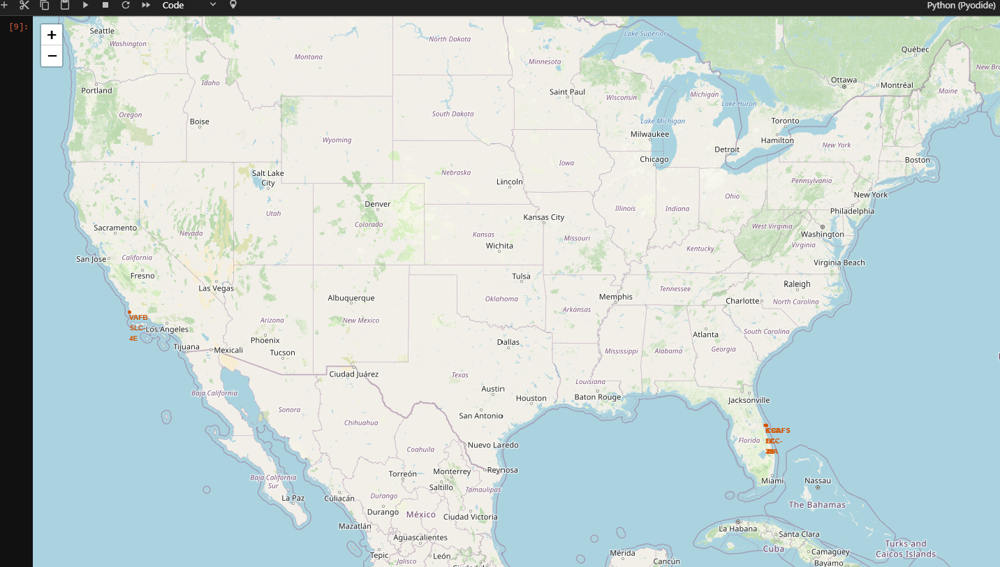 Code
Python (Pyodide)
[9]:
+
−
Seattle
Washington
Portland
Oregon
Idaho
Boise
Montana
North Dakota
South Dakota
Wyoming
Nebraska
Lincoln
Minnesota
Saint Paul
Lake Superior
Wisconsin
Michigan
Lake Huron
Lake Michigan
Milwaukee
Chicago
Detroit
Toronto
Hamilton
Ottawa
Montréal
Québec
New Bru
Maine
New York
Boston
Pennsylvania
New York
Philadelphia
Iowa
Illinois
Indiana
Ohio
West Virginia
Washington
Virginia
Virginia Beach
Salt Lake
City
Utah
Nevada
Denver
Colorado
Kansas
Kansas City
Wichita
Missouri
Kentucky
Sacramento
San Jose
California
Fresno
Las Vegas
Tulsa
Oklahoma
Albuquerque
New Mexico
Arizona
Phoenix
Tucson
Arkansas
Memphis
Tennessee
Raleigh
Charlotte
North Carolina
South Carolina
Atlanta
Georgia
Alabama
Mississippi
VAFB
SLC-
4E
Los Angeles
Tijuana
Mexicali
Ciudad Juárez
Dallas
Texas
Austin
Houston
San Antonio
Louisiana
Baton Rouge
Jacksonville
Florida
Miami
Nassau
The Bahamas
Baja California
Sonora
Chihuahua
Coahuila
Nuevo Laredo
Reynosa
Monterrey
Torreón
Saltillo
Tamaulipas
Baja California
Sur
La Paz
Culiacán
Durango
Durango
México
Ciudad Victoria
Mazatlán
Aguascalientes
Tepic
León
Jalisco
Mérida
Cancún
La Habana
Santa Clara
Cuba
Camagüey
Bayamo
Turks and
Caicos Islands